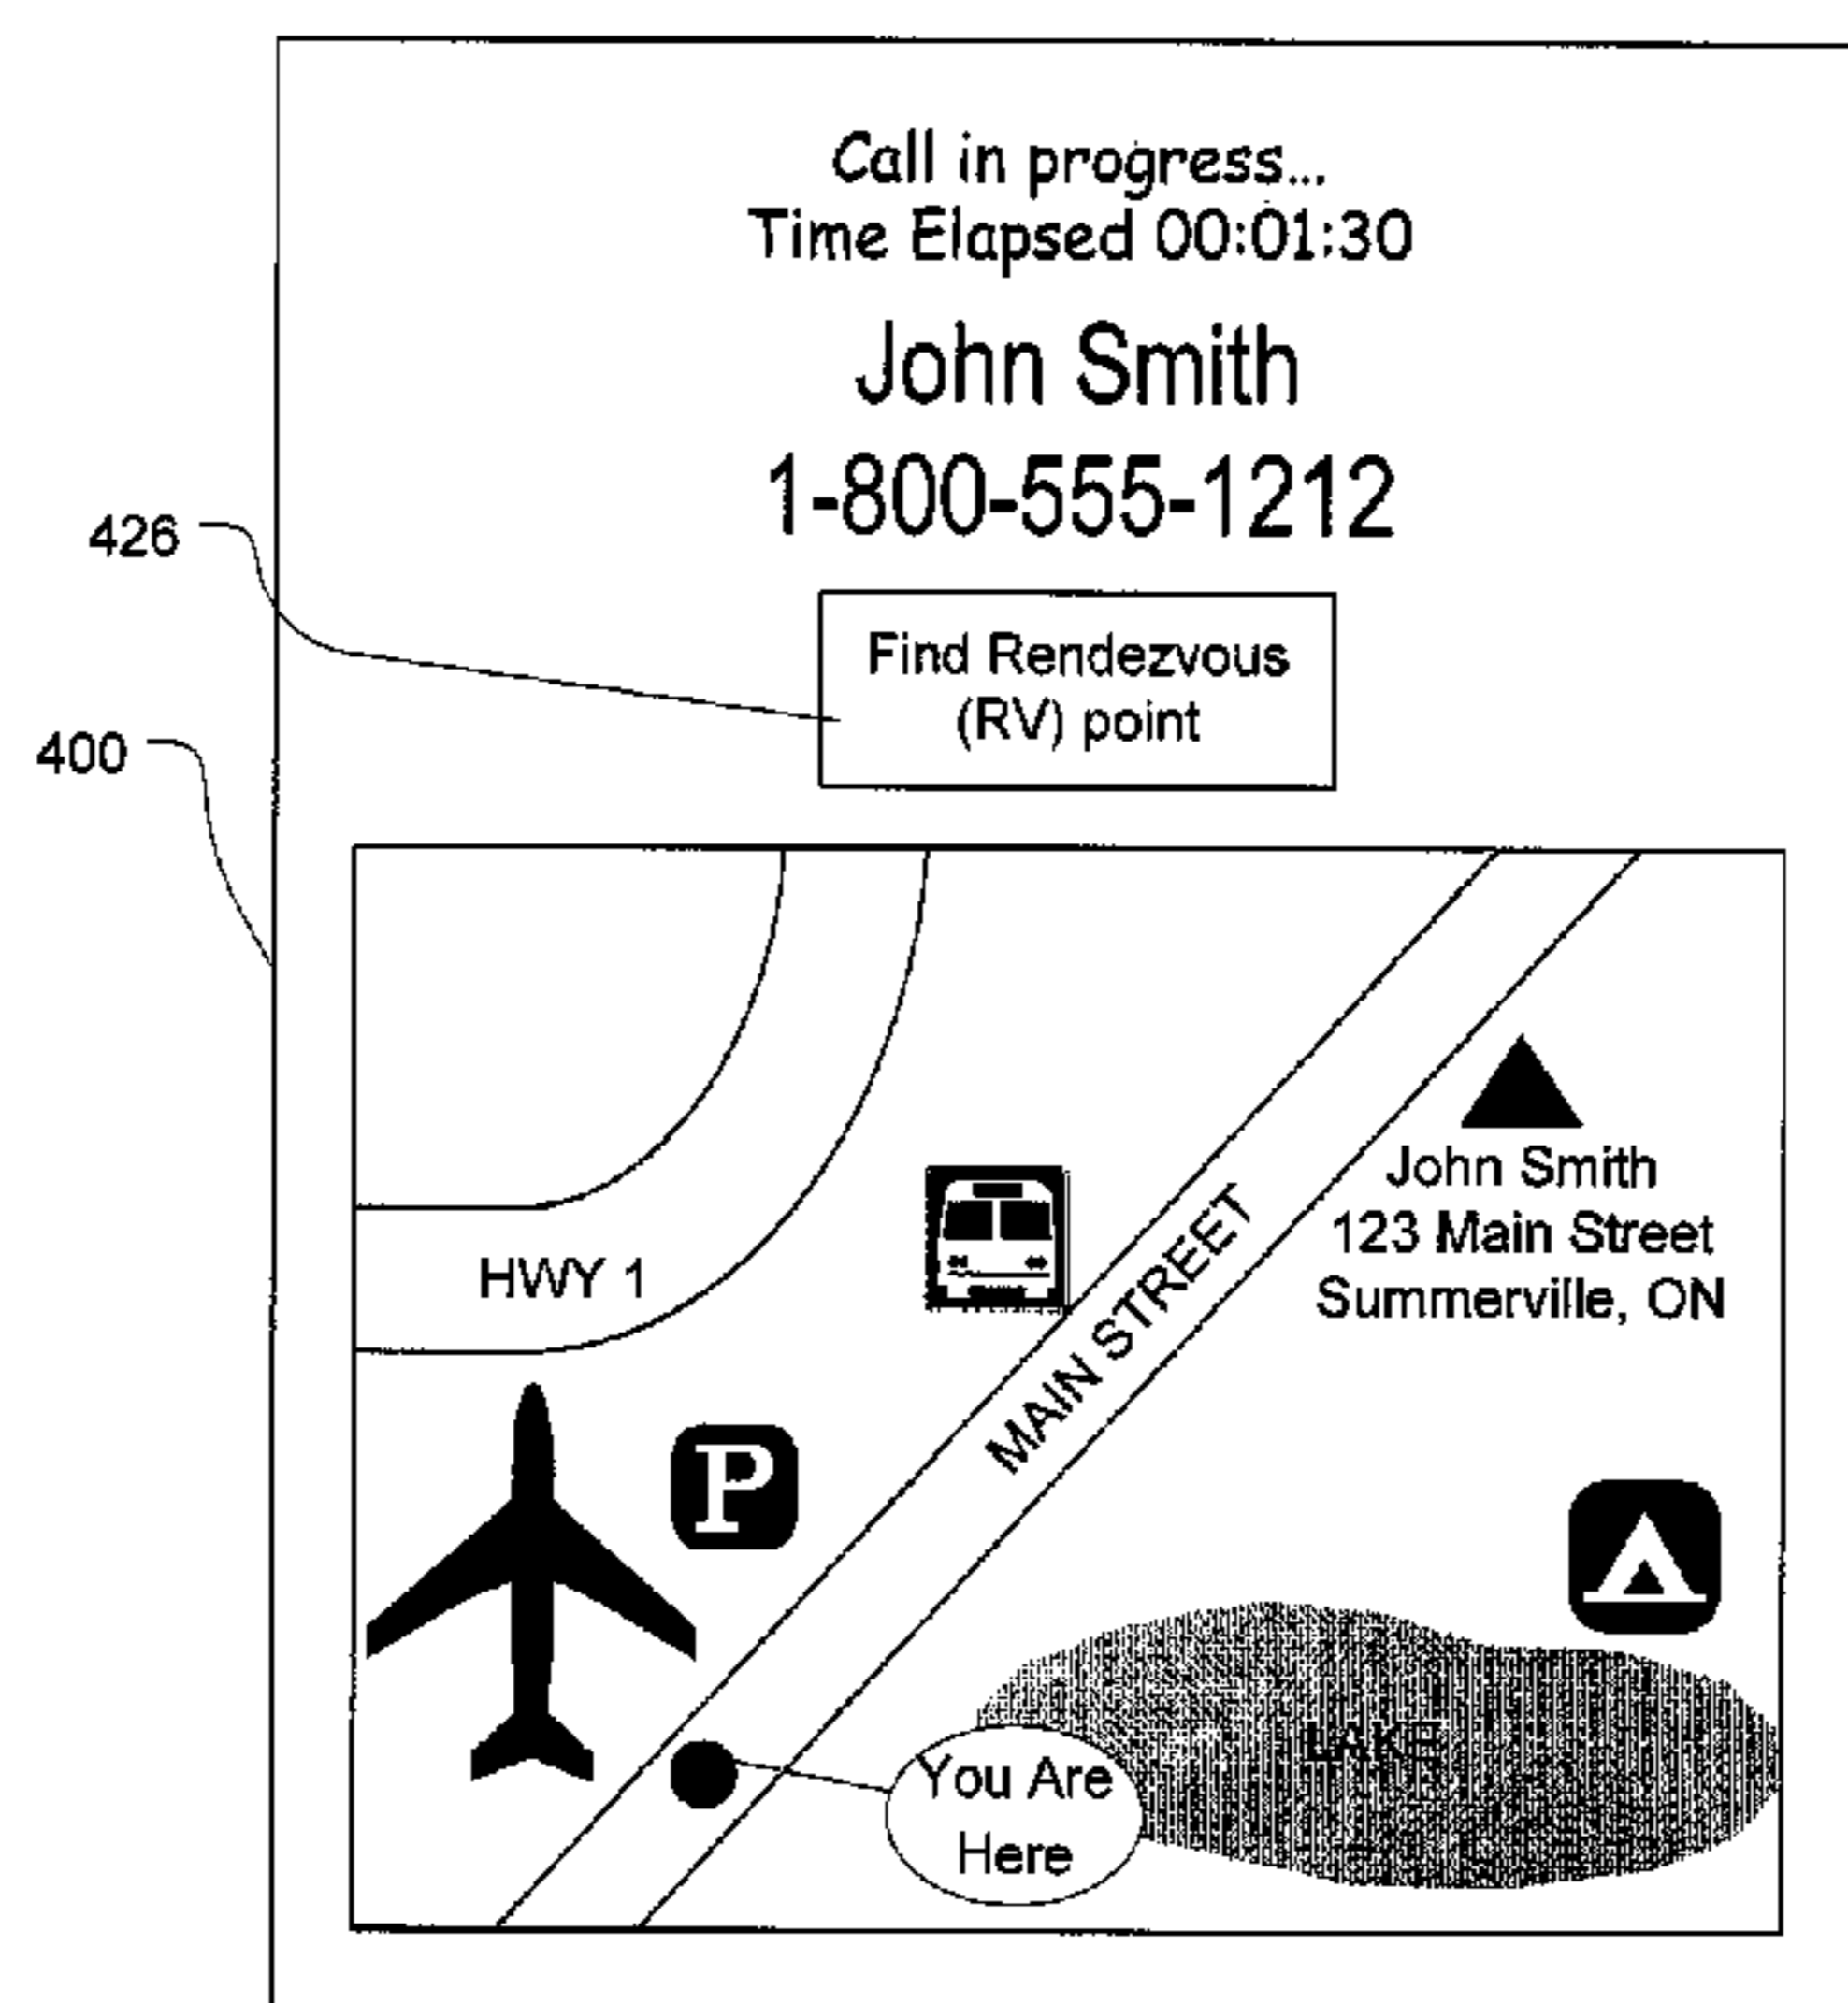 Call in progress...
Time Elapsed 00:01:30
John Smith
1-800-555-1212
426
Find Rendezvous
(RV) point
400
John Smith
123 Main Street
Summerville, ON
HWY 1
MAIN STREET
P
LAKE
You Are
Here